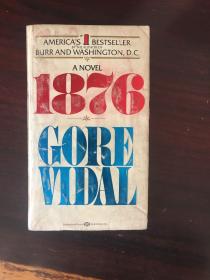 AMERICA'S #1 BESTSELLER
BURR AND WASHINGTON, D.C.
A NOVEL
1876
GORE
VIDAL